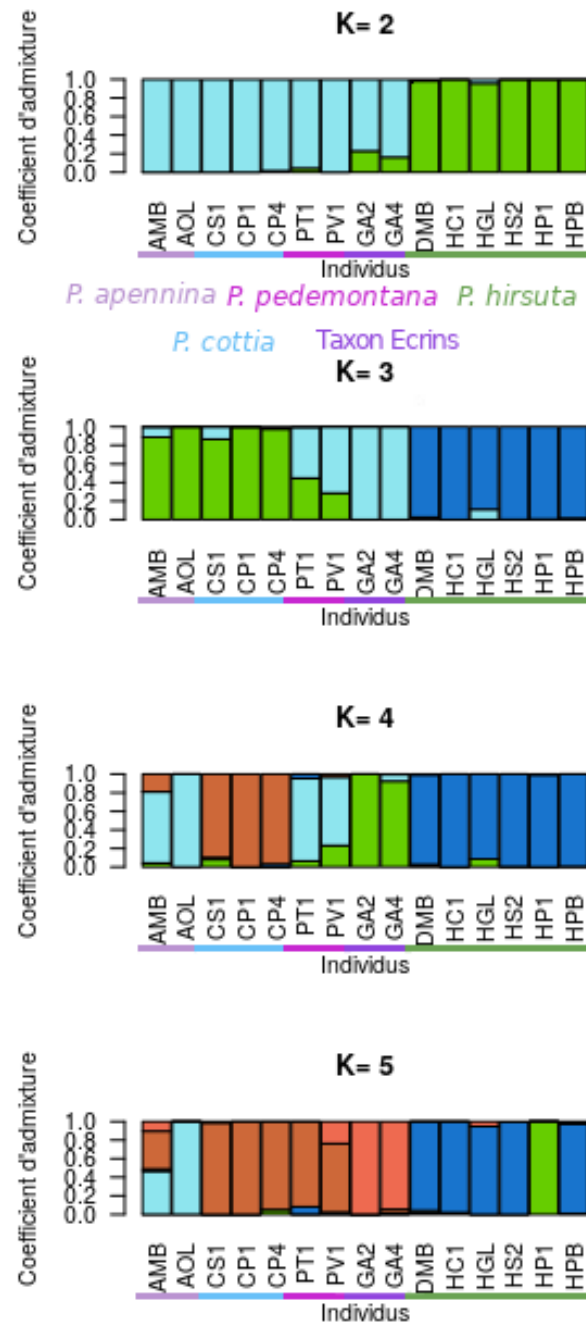 K= 2
Coefficient d'admixture
1.0
0.8
0.6
0.4
0.2
0.0
AMB AOL CS1 CP1 CP4 PT1 PV1 GA2 GA4 DMB HC1 HGL HS2 HP1 HPB
Individus
P. apennina P. pedemontana P. hirsuta
P. cottia Taxon Ecrins
K= 3
Coefficient d'admixture
1.0
0.8
0.6
0.4
0.2
0.0
AMB AOL CS1 CP1 CP4 PT1 PV1 GA2 GA4 DMB HC1 HGL HS2 HP1 HPB
Individus
K= 4
Coefficient d'admixture
1.0
0.8
0.6
0.4
0.2
0.0
AMB AOL CS1 CP1 CP4 PT1 PV1 GA2 GA4 DMB HC1 HGL HS2 HP1 HPB
Individus
K= 5
Coefficient d'admixture
1.0
0.8
0.6
0.4
0.2
0.0
AMB AOL CS1 CP1 CP4 PT1 PV1 GA2 GA4 DMB HC1 HGL HS2 HP1 HPB
Individus